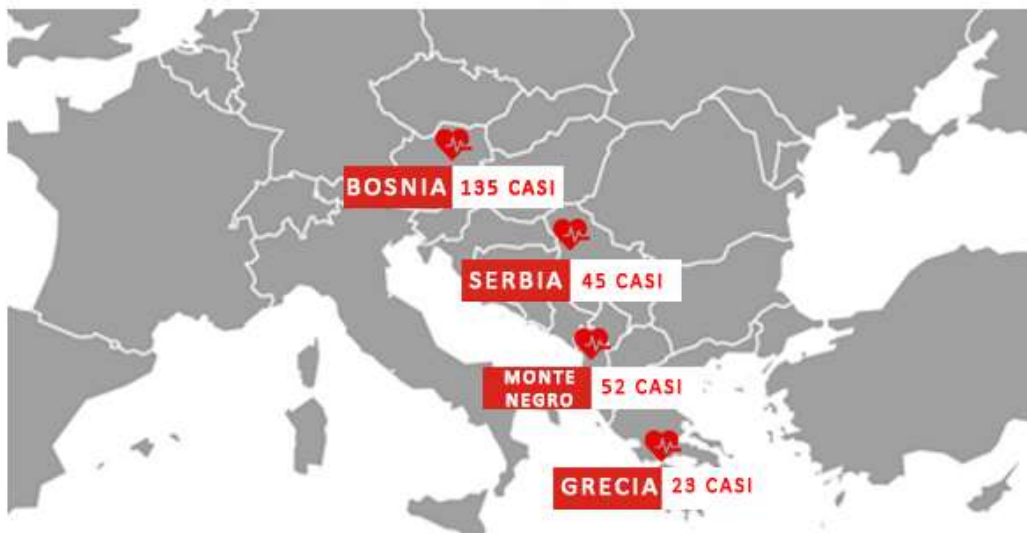 BOSNIA 135 CASI
SERBIA 45 CASI
MONTE
NEGRO
52 CASI
GRECIA 23 CASI